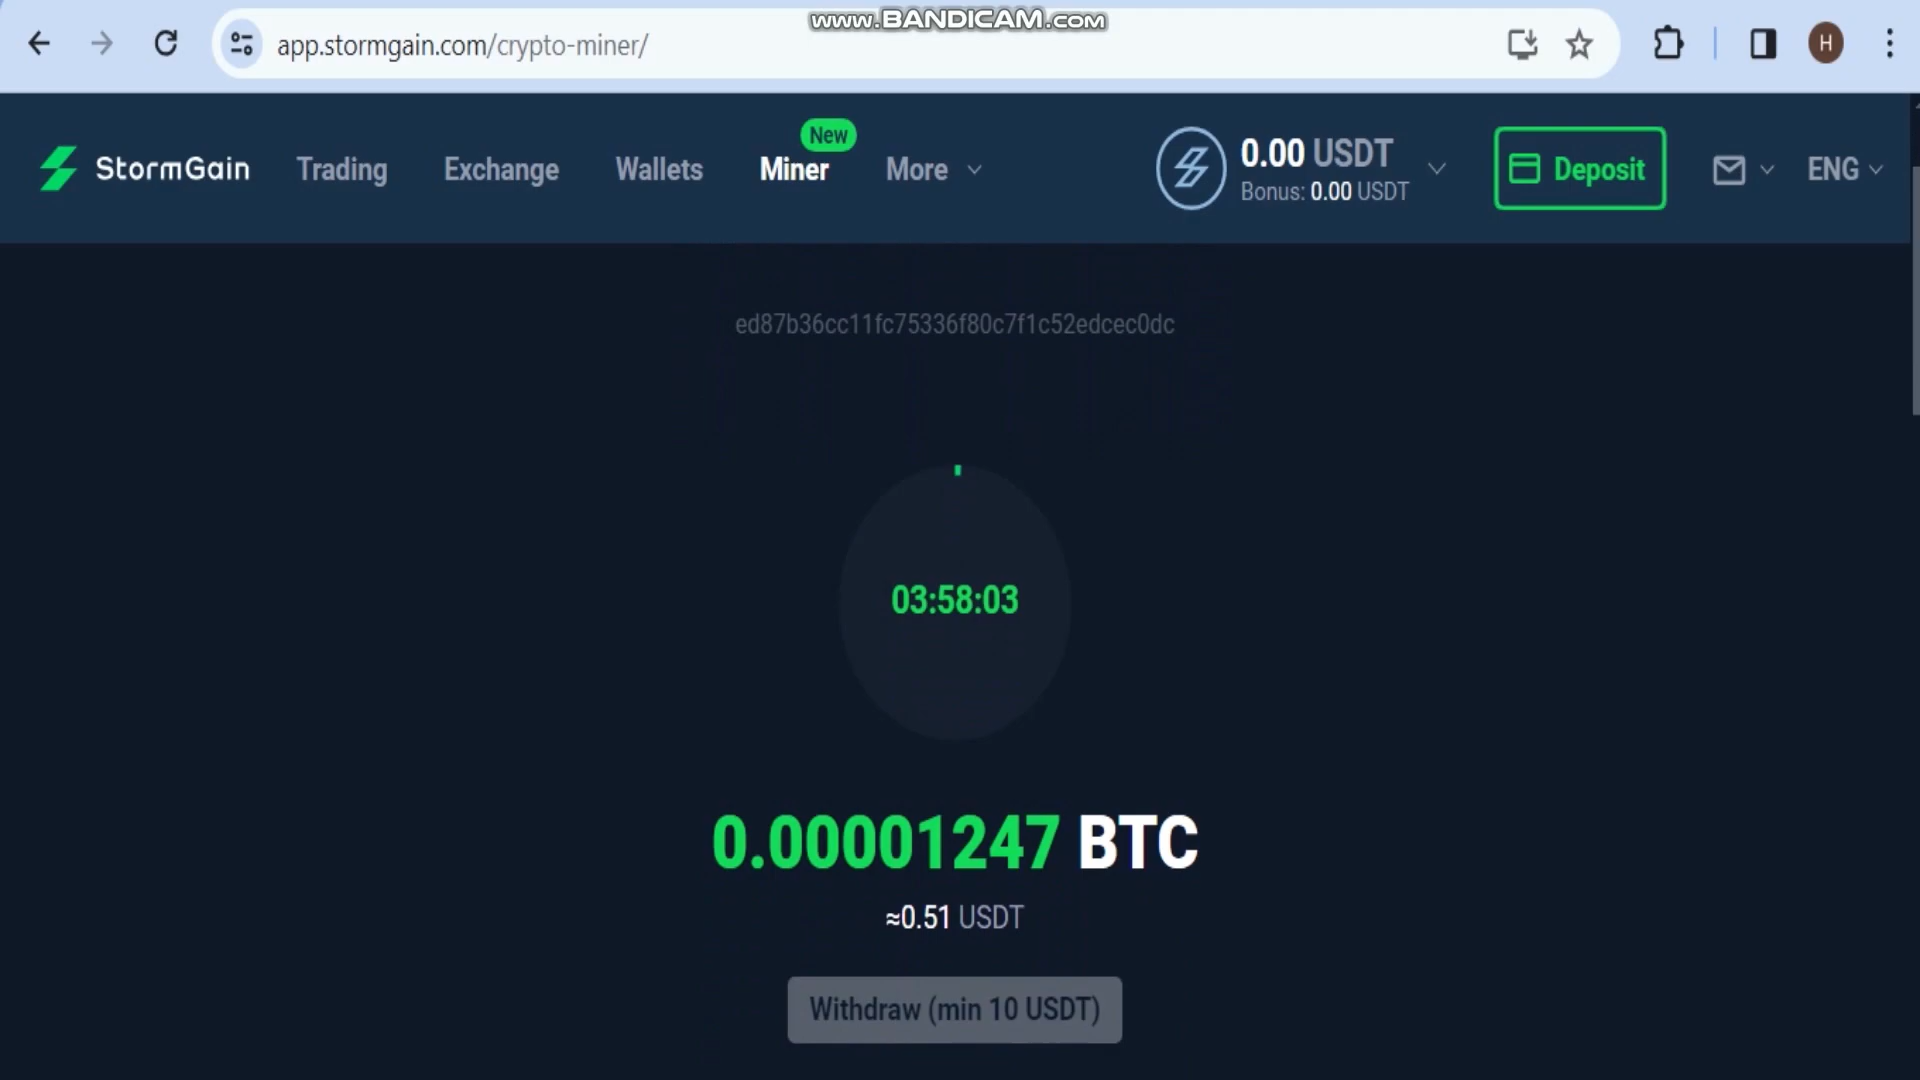 www.BANDICAM.com
app.stormgain.com/crypto-miner/
H
StormGain
Trading
Exchange
Wallets
New
Miner
More
0.00 USDT
Bonus: 0.00 USDT
Deposit
ENG
ed87b36cc11fc75336f80c7f1c52edcec0dc
03:58:03
0.00001247 BTC
≈0.51 USDT
Withdraw (min 10 USDT)